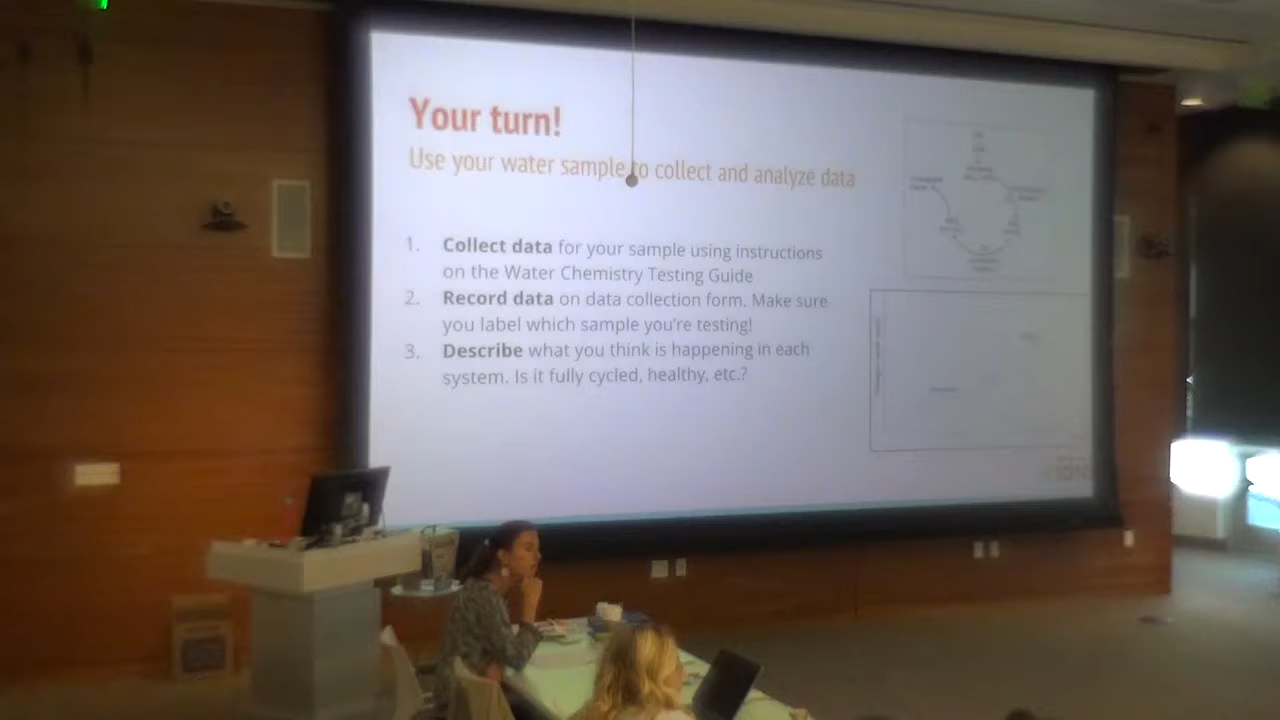 Your turn!
Use your water sample to collect and analyze data
1. Collect data for your sample using instructions
on the Water Chemistry Testing Guide
2. Record data on data collection form. Make sure
you label which sample you're testing!
3. Describe what you think is happening in each
system. Is it fully cycled, healthy, etc.?